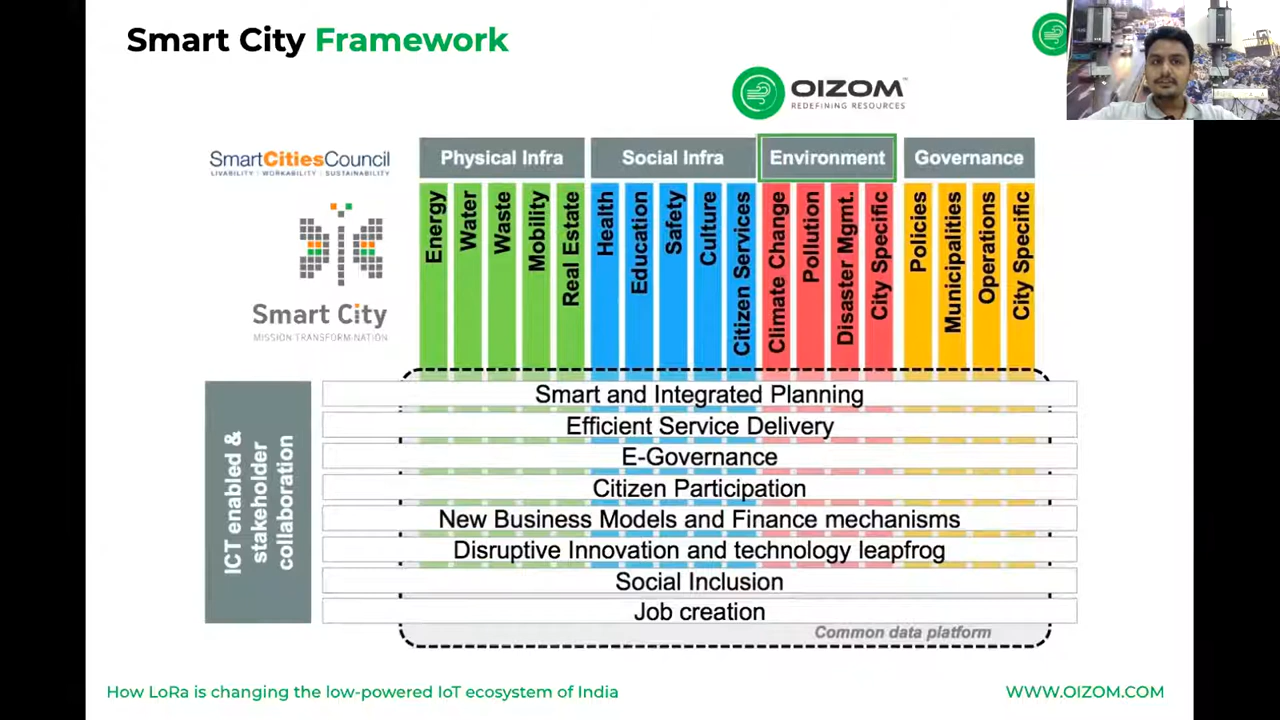 Smart City Framework
OIZOM™
REDEFINING RESOURCES
SmartCitiesCouncil
LIVABILITY | WORKABILITY | SUSTAINABILITY
Smart City
MISSION TRANSFORM-NATION
Physical Infra
Social Infra
Environment
Governance
Energy
Water
Waste
Mobility
Real Estate
Health
Education
Safety
Culture
Citizen Services
Climate Change
Pollution
Disaster Mgmt.
City Specific
Policies
Municipalities
Operations
City Specific
ICT enabled &
stakeholder
collaboration
Smart and Integrated Planning
Efficient Service Delivery
E-Governance
Citizen Participation
New Business Models and Finance mechanisms
Disruptive Innovation and technology leapfrog
Social Inclusion
Job creation
Common data platform
How LoRa is changing the low-powered IoT ecosystem of India
WWW.OIZOM.COM